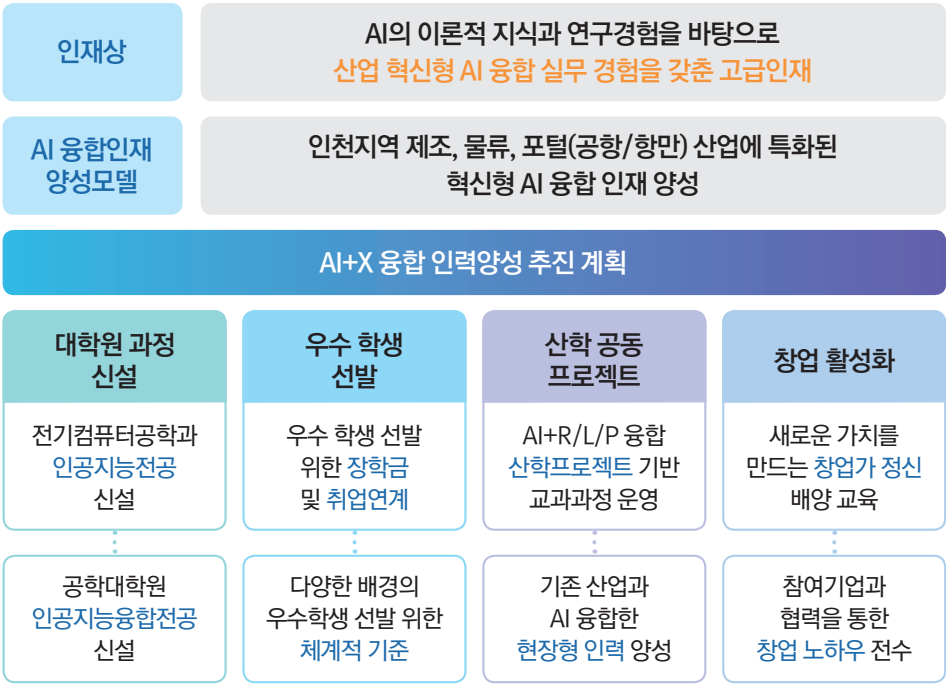 인재상
AI의 이론적 지식과 연구경험을 바탕으로
산업 혁신형 AI 융합 실무 경험을 갖춘 고급인재
AI 융합인재
양성모델
인천지역 제조, 물류, 포털(공항/항만) 산업에 특화된
혁신형 AI 융합 인재 양성
AI+X 융합 인력양성 추진 계획
대학원 과정
신설
전기컴퓨터공학과
인공지능전공
신설
공학대학원
인공지능융합전공
신설
우수 학생
선발
우수 학생 선발
위한 장학금
및 취업연계
다양한 배경의
우수학생 선발 위한
체계적 기준
산학 공동
프로젝트
AI+R/L/P 융합
산학프로젝트 기반
교과과정 운영
기존 산업과
AI 융합한
현장형 인력 양성
창업 활성화
새로운 가치를
만드는 창업가 정신
배양 교육
참여기업과
협력을 통한
창업 노하우 전수